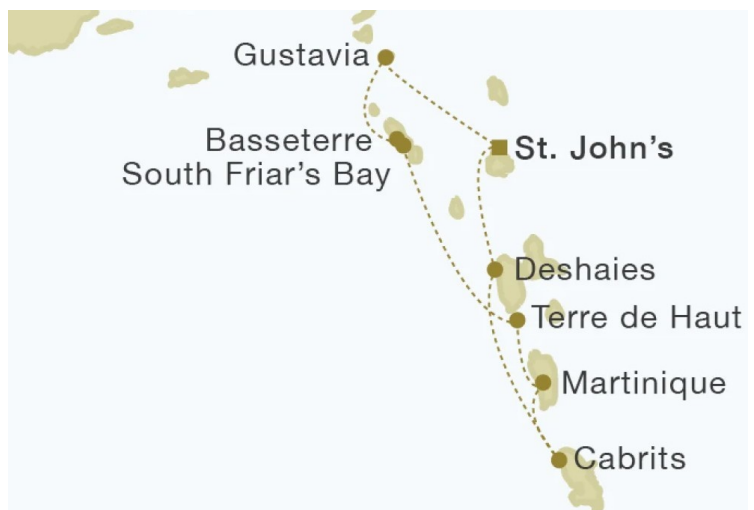 Gustavia
Basseterre
South Friar's Bay
St. John's
Deshaies
Terre de Haut
Martinique
Cabrits